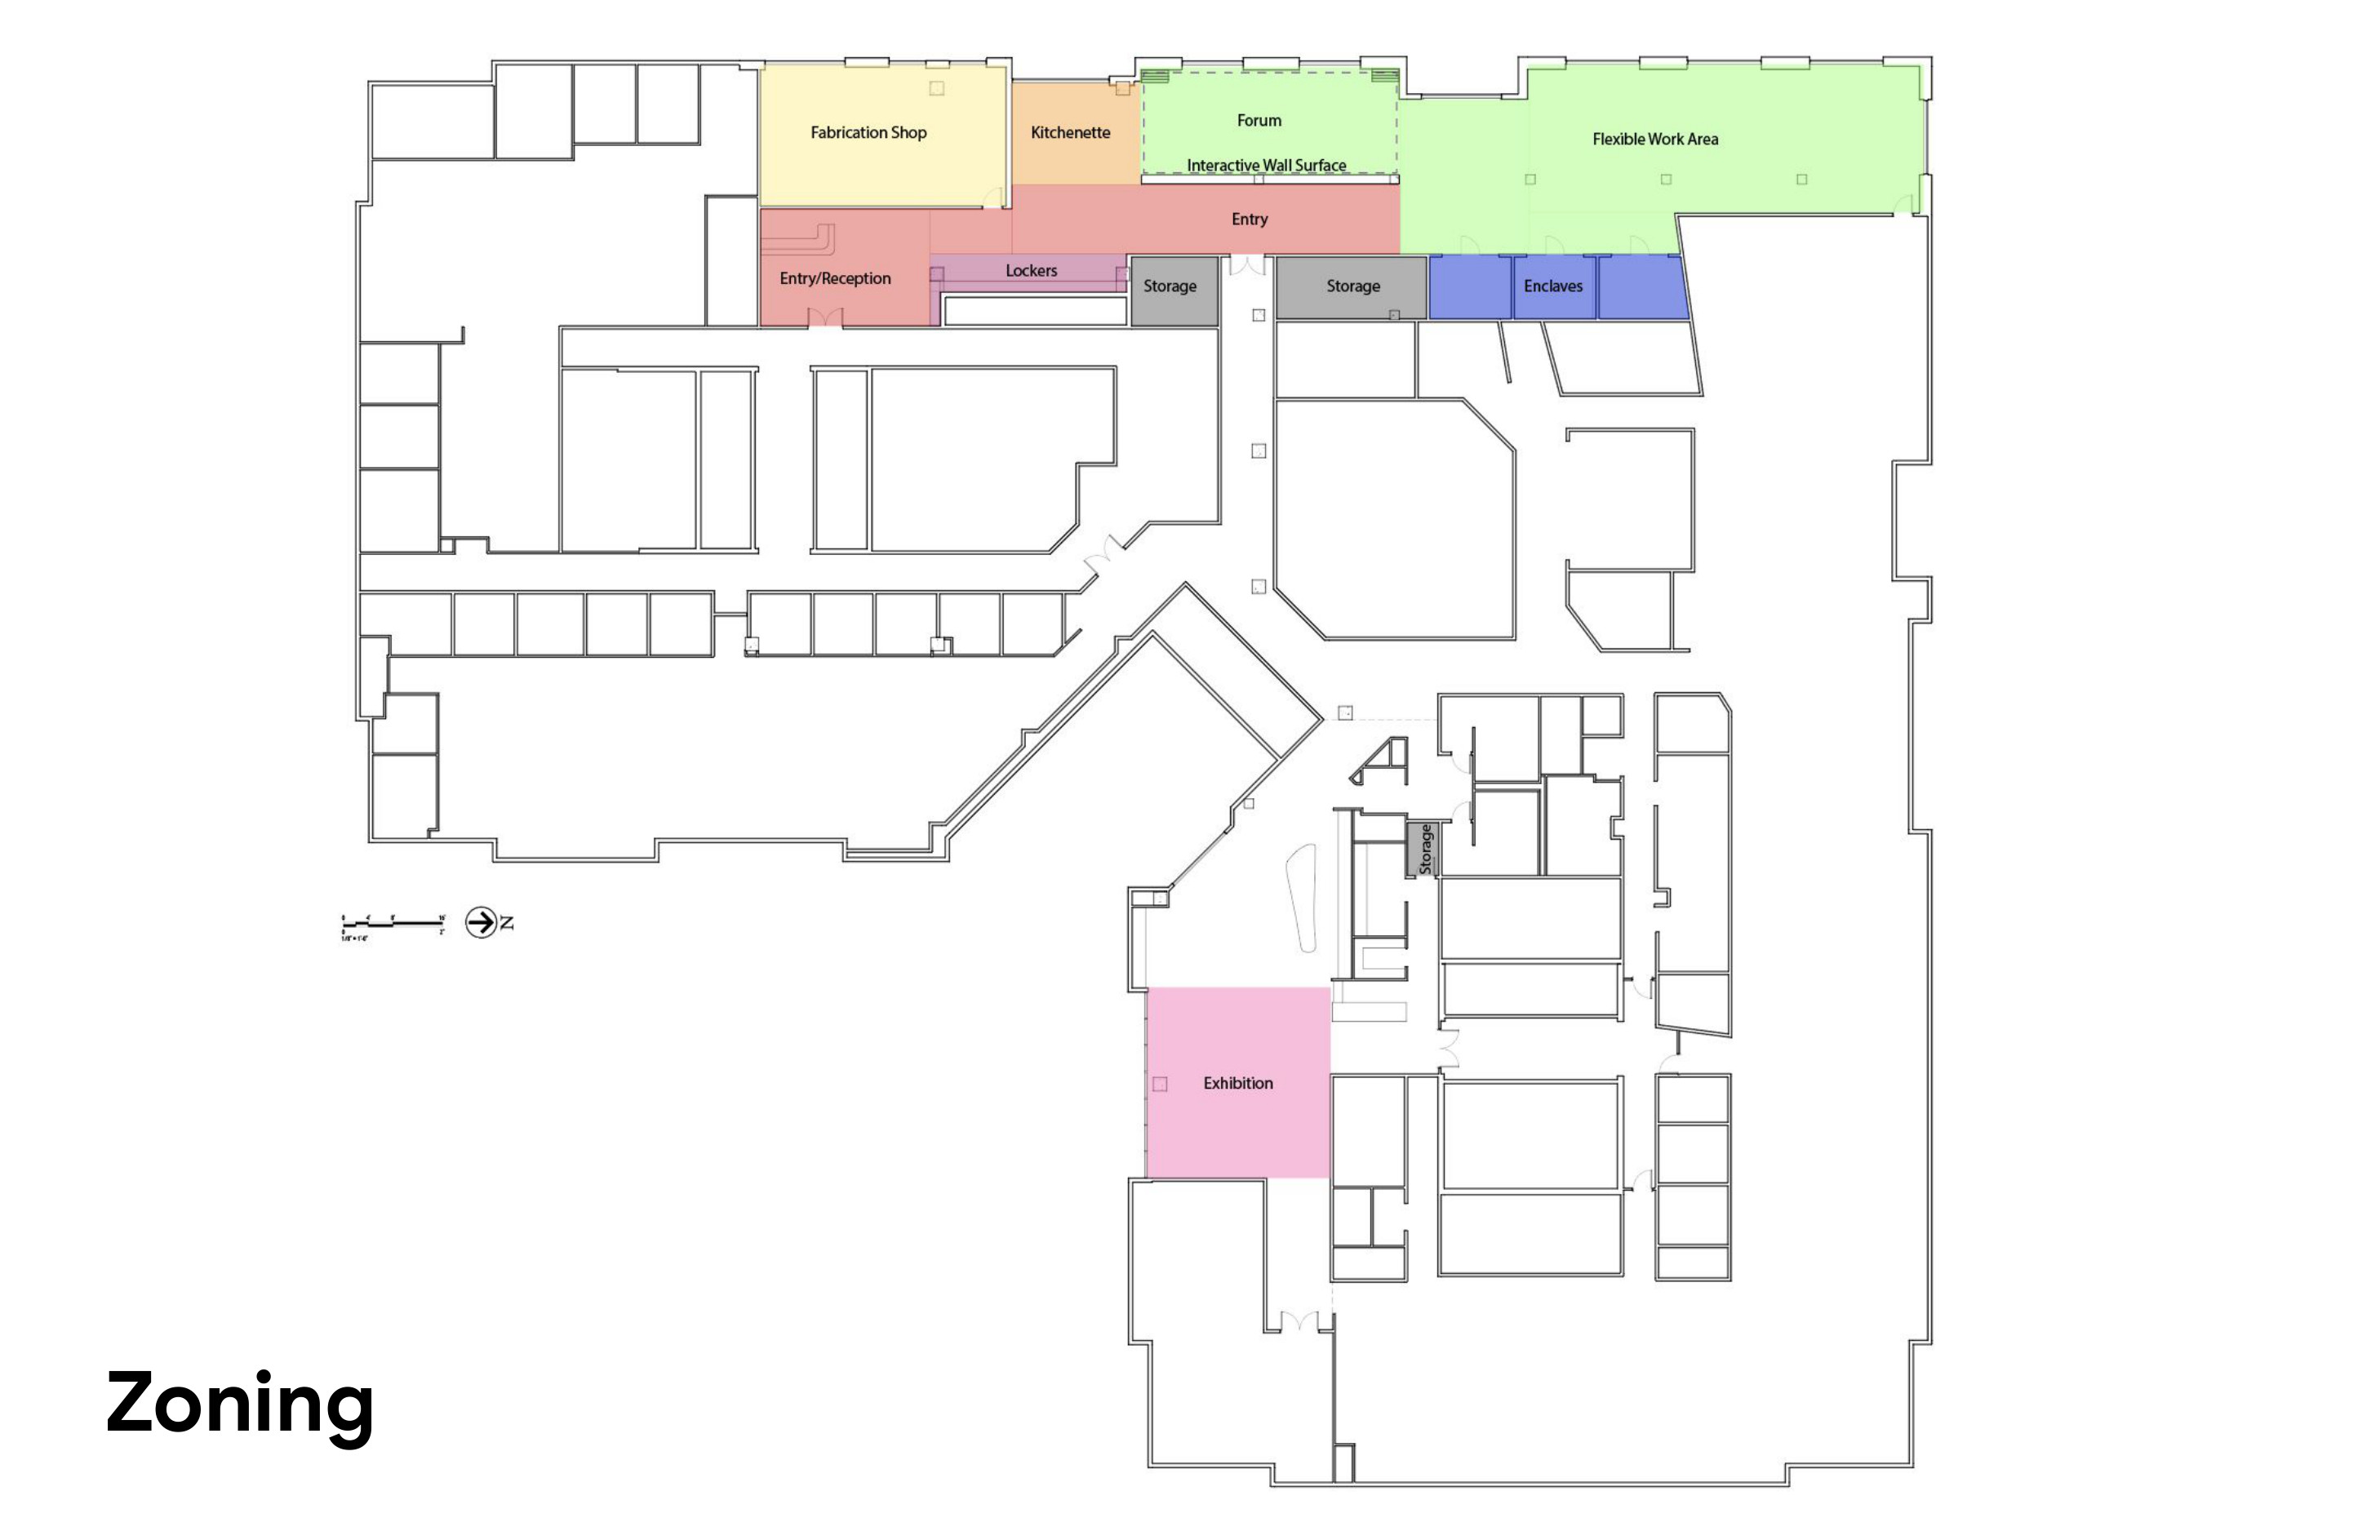 Fabrication Shop
Kitchenette
Forum
Interactive Wall Surface
Flexible Work Area
Entry
Entry/Reception
Lockers
Storage
Storage
Enclaves
Storage
N
Exhibition
Zoning